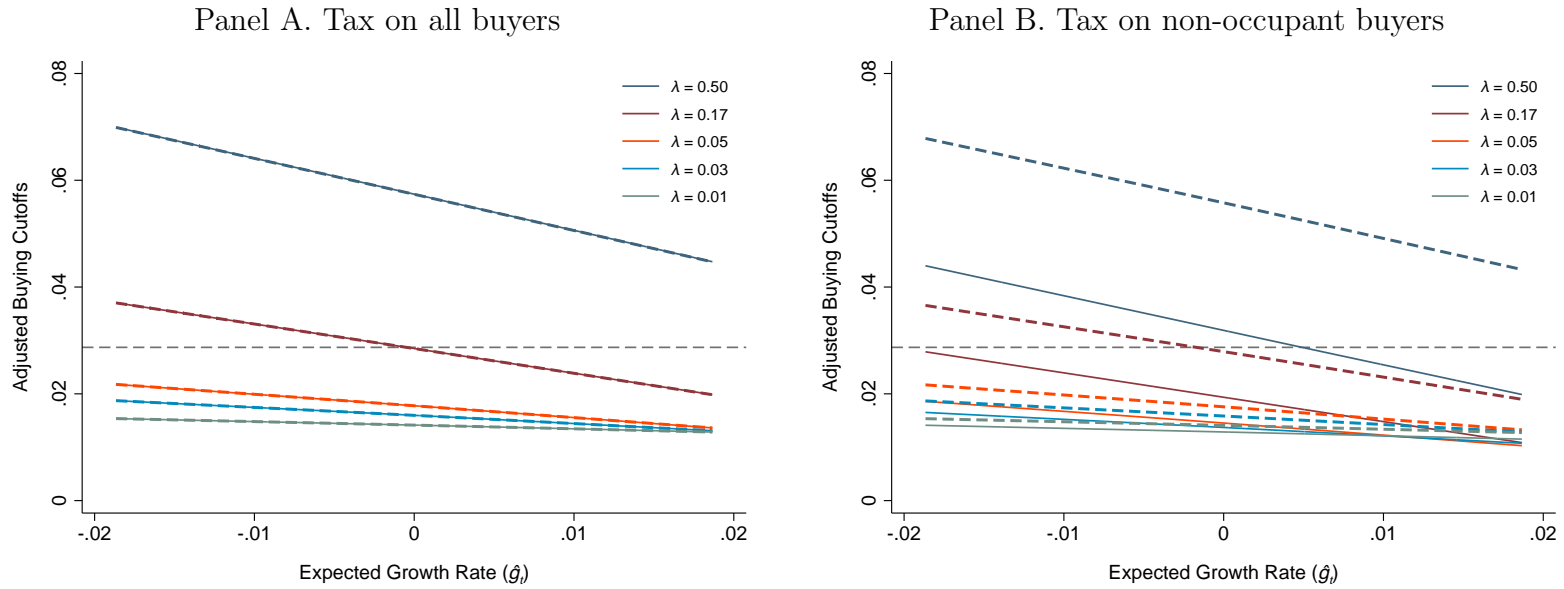 Panel A. Tax on all buyers
Adjusted Buying Cutoffs
.08
.06
.04
.02
0
λ = 0.50
λ = 0.17
λ = 0.05
λ = 0.03
λ = 0.01
-.02 -.01 0 .01 .02
Expected Growth Rate (ĝₜ)
Panel B. Tax on non-occupant buyers
Adjusted Buying Cutoffs
.08
.06
.04
.02
0
λ = 0.50
λ = 0.17
λ = 0.05
λ = 0.03
λ = 0.01
-.02 -.01 0 .01 .02
Expected Growth Rate (ĝₜ)